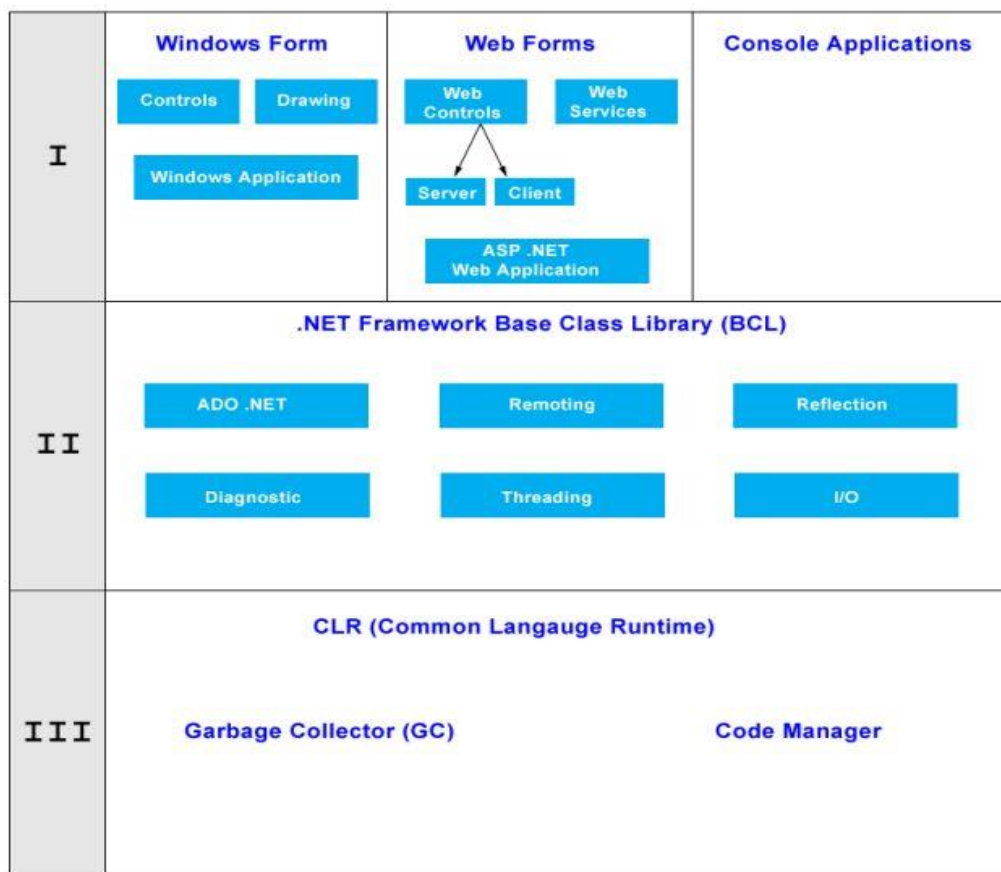 I
Windows Form
Controls
Drawing
Windows Application
Web Forms
Web
Controls
Web
Services
Server
Client
ASP .NET
Web Application
Console Applications
II
.NET Framework Base Class Library (BCL)
ADO .NET
Remoting
Reflection
Diagnostic
Threading
I/O
III
CLR (Common Langauge Runtime)
Garbage Collector (GC)
Code Manager